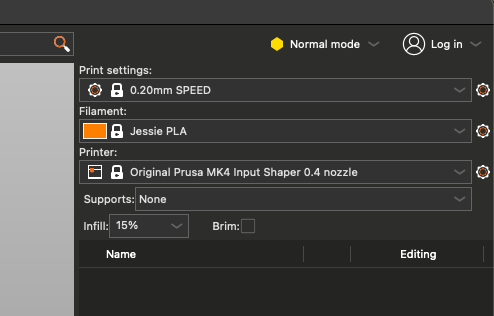 Normal mode
Log in
Print settings:
0.20mm SPEED
Filament:
Jessie PLA
Printer:
Original Prusa MK4 Input Shaper 0.4 nozzle
Supports: None
Infill: 15% Brim:
Name Editing